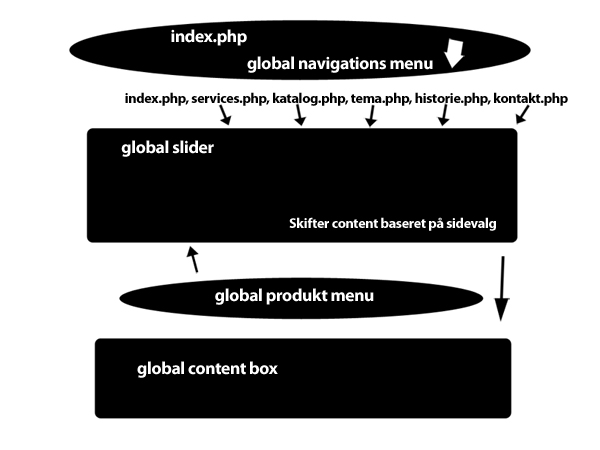 index.php
global navigations menu
index.php, services.php, katalog.php, tema.php, historie.php, kontakt.php
global slider
Skifter content baseret på sidevalg
global produkt menu
global content box